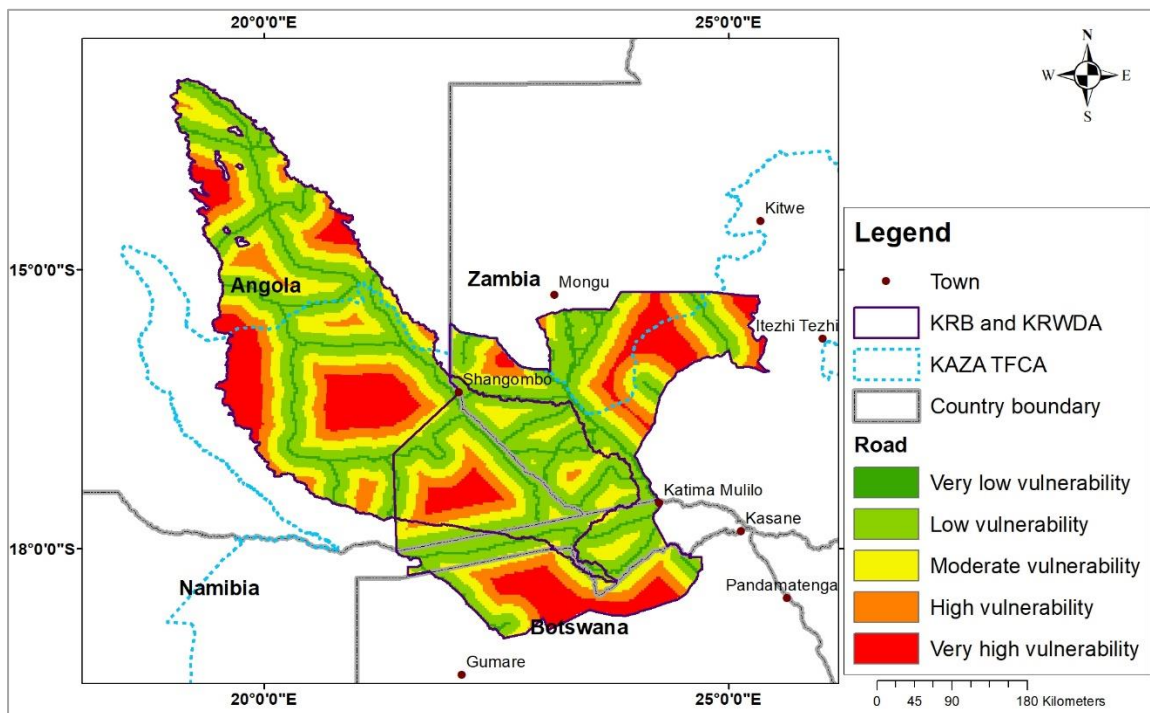 20°0'0"E
25°0'0"E
N
W
E
S
Kitwe
15°0'0"S
Angola
Zambia
Mongu
Itezhi Tezhi
Shangombo
Katima Mulilo
Kasane
18°0'0"S
Namibia
Pandamatenga
Botswana
Gumare
20°0'0"E
25°0'0"E
Legend
Town
KRB and KRWDA
KAZA TFCA
Country boundary
Road
Very low vulnerability
Low vulnerability
Moderate vulnerability
High vulnerability
Very high vulnerability
0 45 90 180 Kilometers